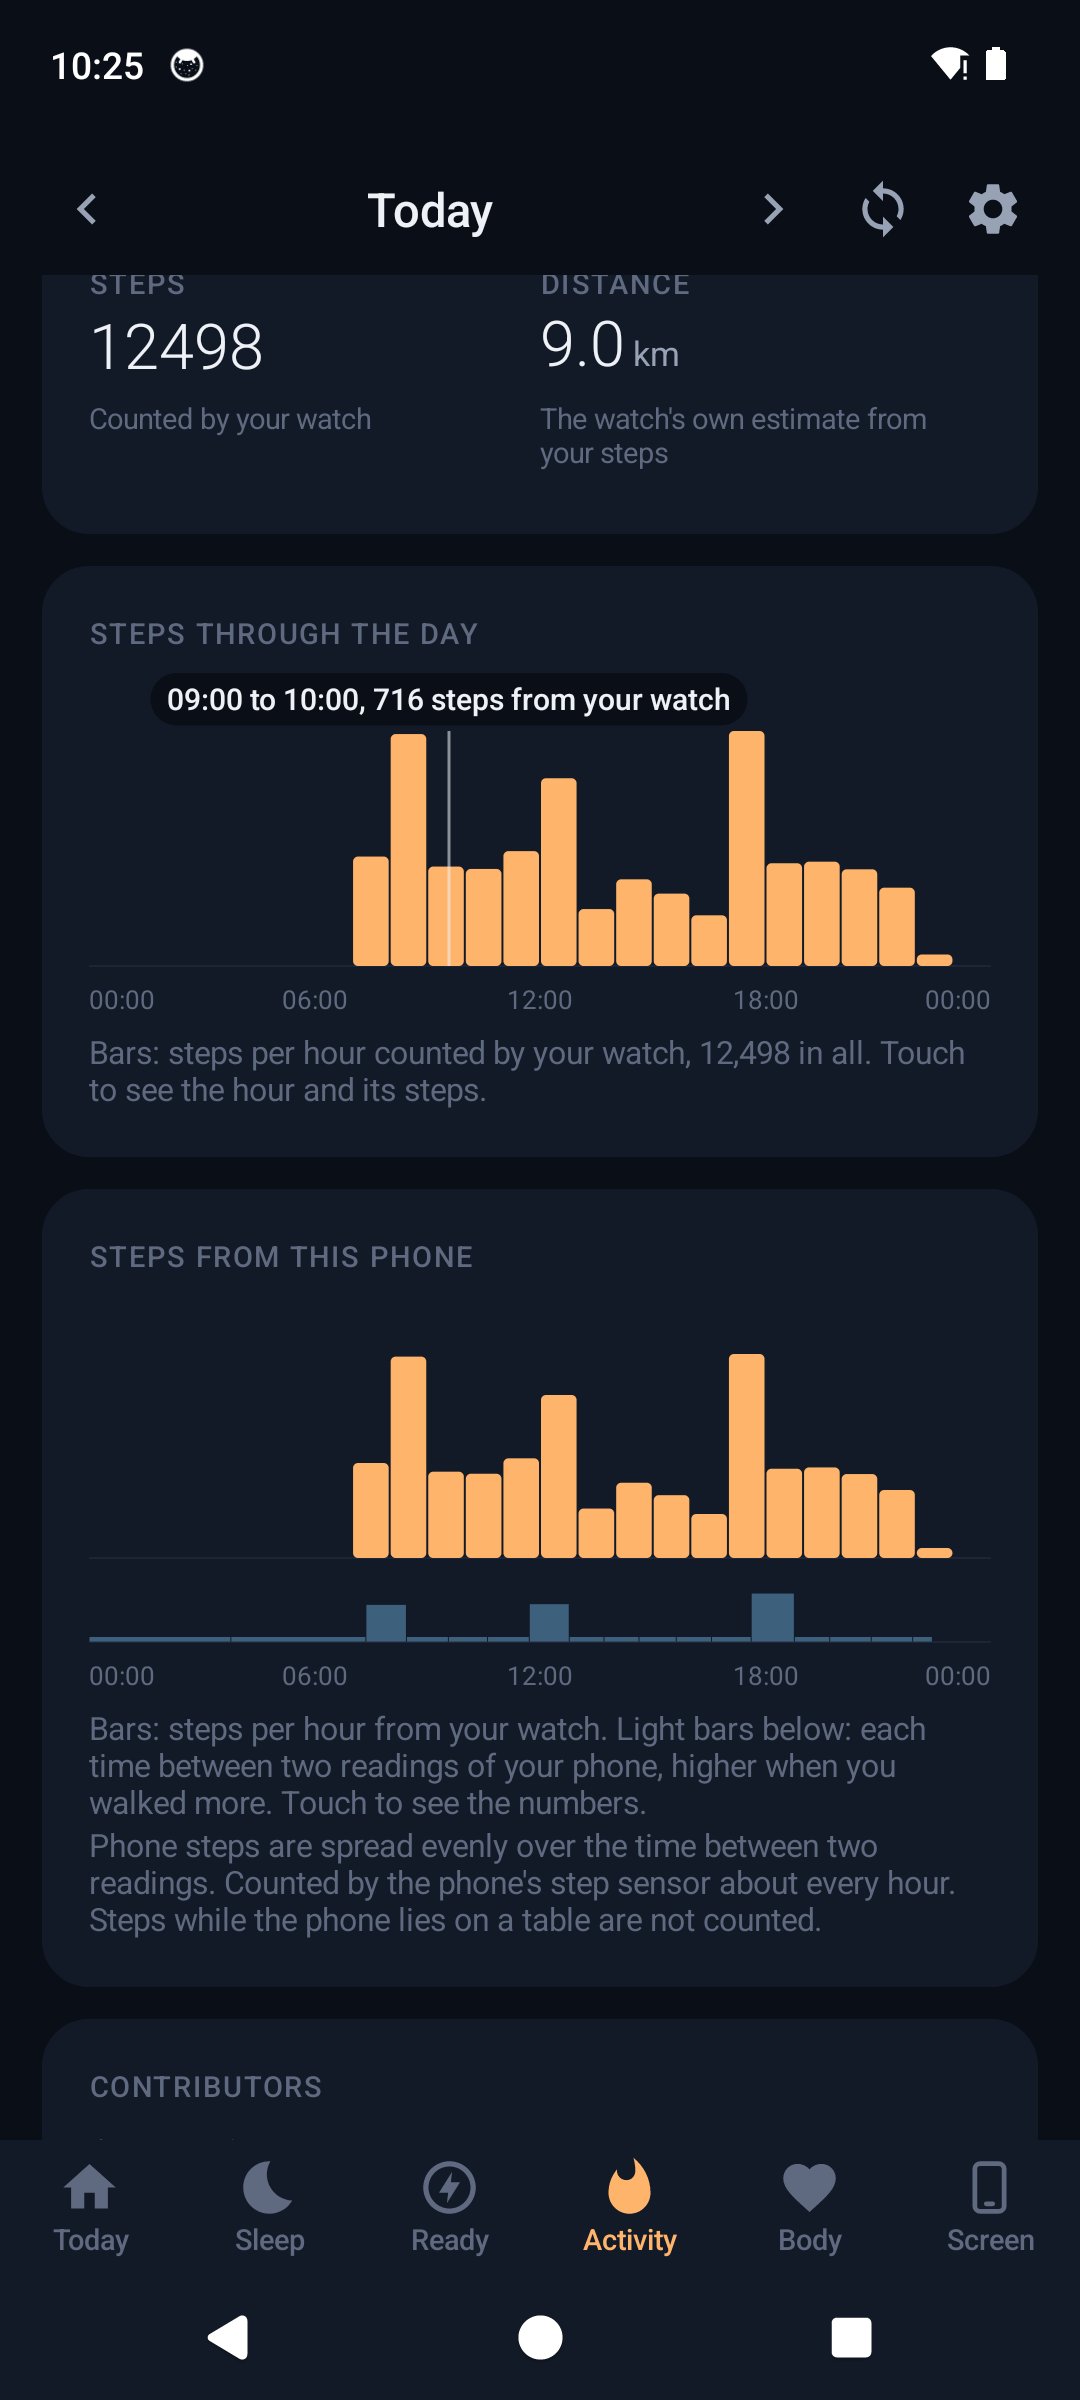 10:25
Today
STEPS
DISTANCE
12498
9.0 km
Counted by your watch
The watch's own estimate from
your steps
STEPS THROUGH THE DAY
09:00 to 10:00, 716 steps from your watch
00:00 06:00 12:00 18:00 00:00
Bars: steps per hour counted by your watch, 12,498 in all. Touch
to see the hour and its steps.
STEPS FROM THIS PHONE
00:00 06:00 12:00 18:00 00:00
Bars: steps per hour from your watch. Light bars below: each
time between two readings of your phone, higher when you
walked more. Touch to see the numbers.
Phone steps are spread evenly over the time between two
readings. Counted by the phone's step sensor about every hour.
Steps while the phone lies on a table are not counted.
CONTRIBUTORS
Today Sleep Ready Activity Body Screen